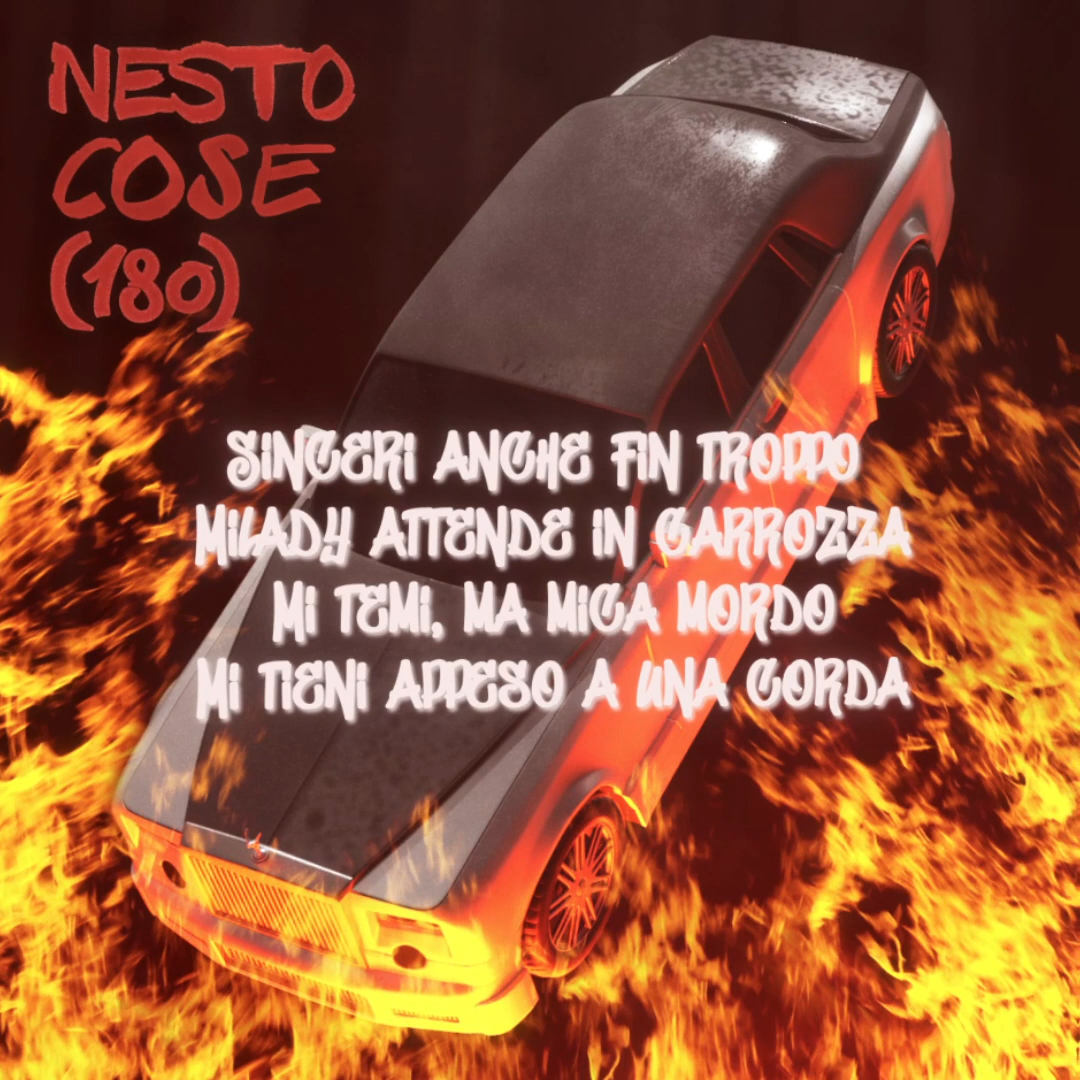 NESTO
COSE
(180)
SINCERI ANCHE FIN TROPPO
MILADY ATTENDE IN CARROZZA
MI TEMI, MA MICA MORDO
MI TIENI APPESO A UNA CORDA